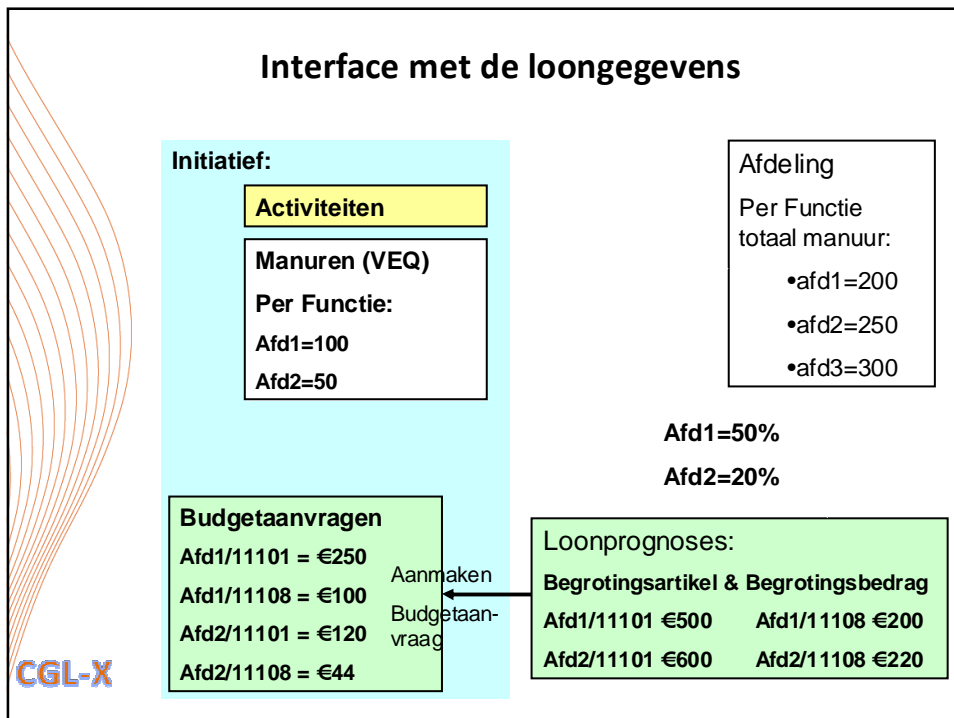 Interface met de loongegevens
Initiatief:
Activiteiten
Manuren (VEQ)
Per Functie:
Afd1=100
Afd2=50
Afdeling
Per Functie
totaal manuur:
•afd1=200
•afd2=250
•afd3=300
Afd1=50%
Afd2=20%
Budgetaanvragen
Afd1/11101 = €250
Afd1/11108 = €100
Afd2/11101 = €120
Afd2/11108 = €44
Aanmaken
Budgetaan-
vraag
Loonprognoses:
Begrotingsartikel & Begrotingsbedrag
Afd1/11101 €500 Afd1/11108 €200
Afd2/11101 €600 Afd2/11108 €220
CGL-X